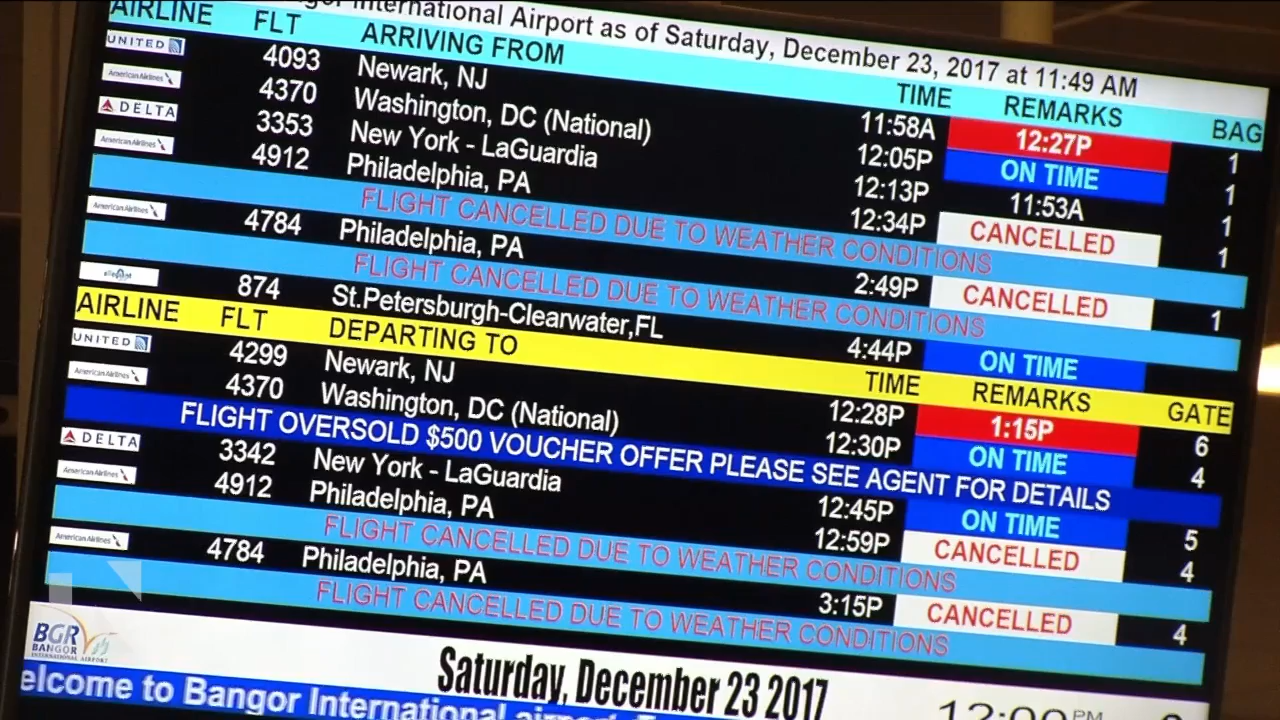 Bangor International Airport as of Saturday, December 23, 2017 at 11:49 AM
AIRLINE FLT ARRIVING FROM TIME REMARKS BAG
UNITED 4093 Newark, NJ 11:58A 12:27P 1
American Airlines 4370 Washington, DC (National) 12:05P ON TIME 1
DELTA 3353 New York - LaGuardia 12:13P 11:53A 1
American Airlines 4912 Philadelphia, PA 12:34P CANCELLED 1
FLIGHT CANCELLED DUE TO WEATHER CONDITIONS
American Airlines 4784 Philadelphia, PA 2:49P CANCELLED 1
FLIGHT CANCELLED DUE TO WEATHER CONDITIONS
allegiant 874 St.Petersburg-Clearwater,FL 4:44P ON TIME
AIRLINE FLT DEPARTING TO TIME REMARKS GATE
UNITED 4299 Newark, NJ 12:28P 1:15P 6
American Airlines 4370 Washington, DC (National) 12:30P ON TIME 4
FLIGHT OVERSOLD $500 VOUCHER OFFER PLEASE SEE AGENT FOR DETAILS
DELTA 3342 New York - LaGuardia 12:45P ON TIME 5
American Airlines 4912 Philadelphia, PA 12:59P CANCELLED 4
FLIGHT CANCELLED DUE TO WEATHER CONDITIONS
American Airlines 4784 Philadelphia, PA 3:15P CANCELLED 4
FLIGHT CANCELLED DUE TO WEATHER CONDITIONS
BGR
BANGOR
INTERNATIONAL AIRPORT
Saturday, December 23 2017 12:00PM
elcome to Bangor International airport